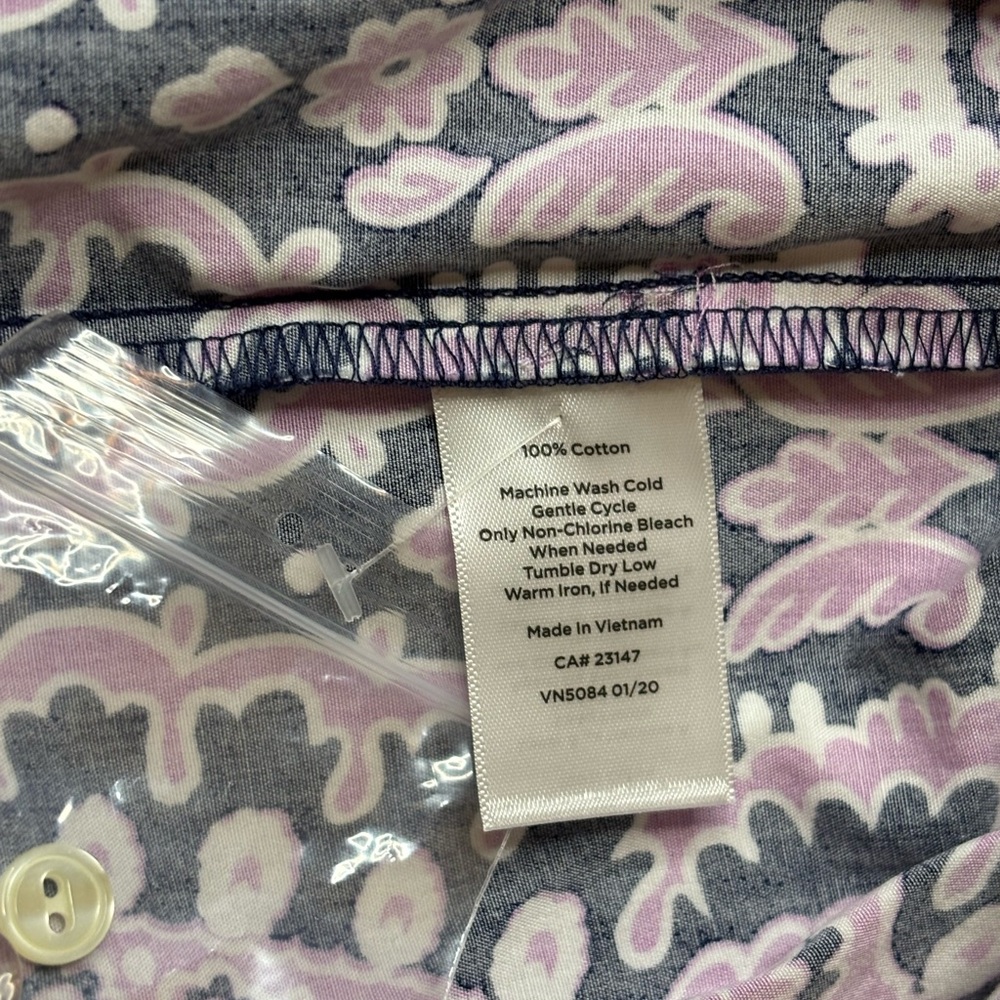 100% Cotton
Machine Wash Cold
Gentle Cycle
Only Non-Chlorine Bleach
When Needed
Tumble Dry Low
Warm Iron, If Needed
Made In Vietnam
CA# 23147
VN5084 01/20